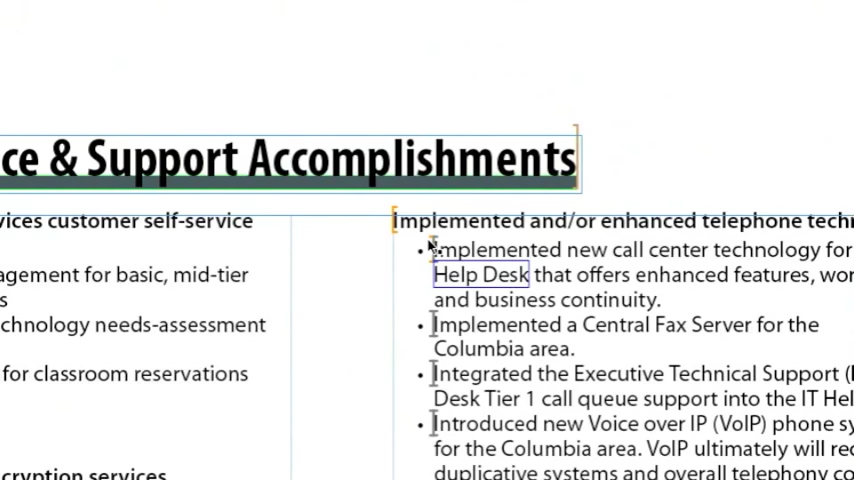 ce & Support Accomplishments
vices customer self-service
agement for basic, mid-tier
s
chnology needs-assessment
for classroom reservations
cryption services
Implemented and/or enhanced telephone techn
• Implemented new call center technology for
Help Desk that offers enhanced features, wor
and business continuity.
• Implemented a Central Fax Server for the
Columbia area.
• Integrated the Executive Technical Support (
Desk Tier 1 call queue support into the IT Hel
• Introduced new Voice over IP (VoIP) phone sy
for the Columbia area. VoIP ultimately will re
duplicative systems and overall telephony co